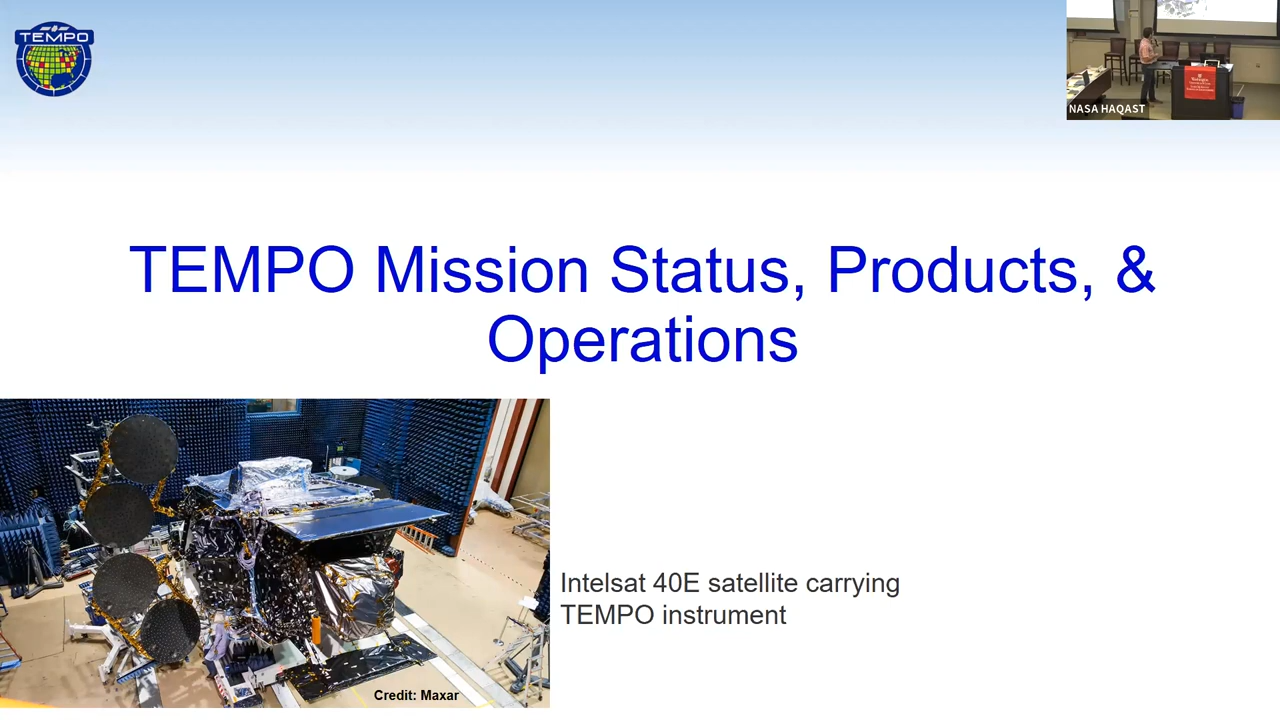 TEMPO
NASA HAQAST
TEMPO Mission Status, Products, &
Operations
Intelsat 40E satellite carrying
TEMPO instrument
Credit: Maxar